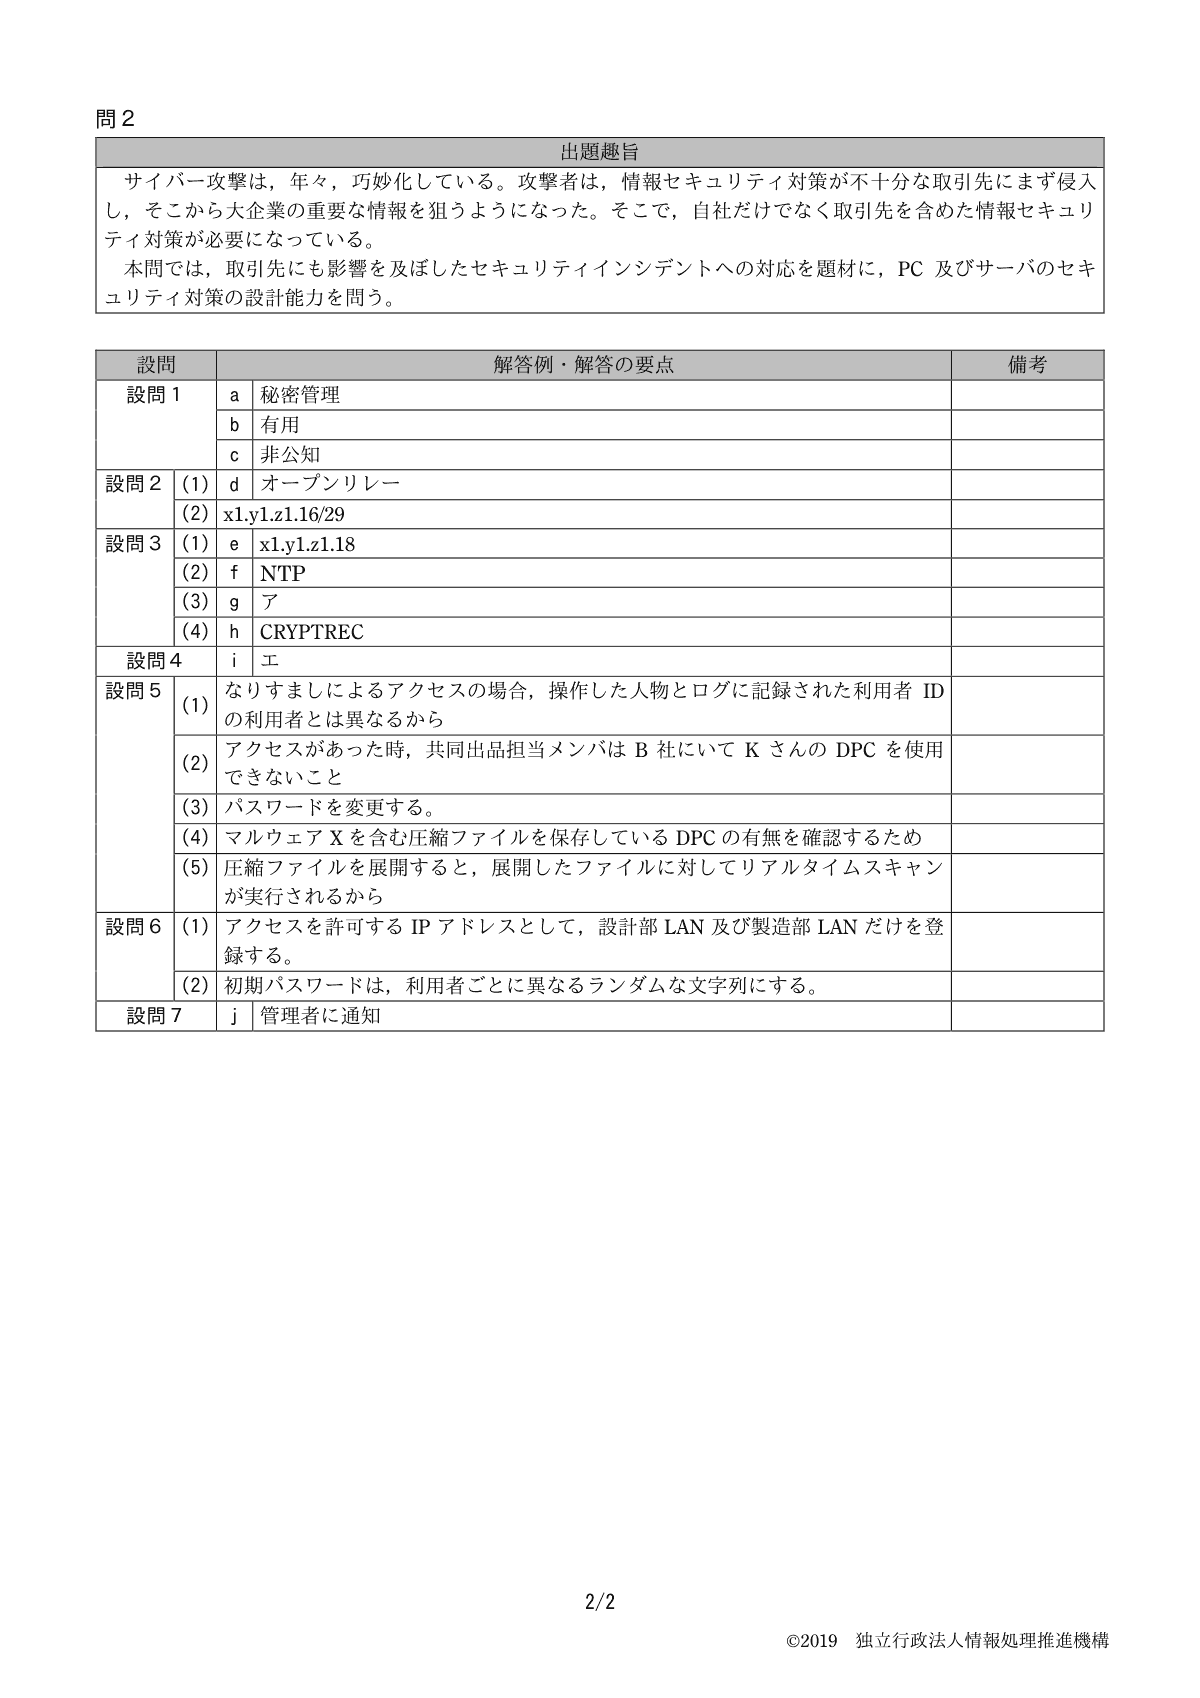 問２
出題趣旨
サイバー攻撃は，年々，巧妙化している。攻撃者は，情報セキュリティ対策が不十分な取引先にまず侵入
し，そこから大企業の重要な情報を狙うようになった。そこで，自社だけでなく取引先を含めた情報セキュリ
ティ対策が必要になっている。
本問では，取引先にも影響を及ぼしたセキュリティインシデントへの対応を題材に，PC 及びサーバのセキ
ュリティ対策の設計能力を問う。
設問 解答例・解答の要点 備考
設問１ a 秘密管理
b 有用
c 非公知
設問２ (1) d オープンリレー
(2) x1.y1.z1.16/29
設問３ (1) e x1.y1.z1.18
(2) f NTP
(3) g ア
(4) h CRYPTREC
設問４ i エ
設問５ (1) なりすましによるアクセスの場合，操作した人物とログに記録された利用者 ID
の利用者とは異なるから
(2) アクセスがあった時，共同出品担当メンバは B 社にいて K さんの DPC を使用
できないこと
(3) パスワードを変更する。
(4) マルウェア X を含む圧縮ファイルを保存している DPC の有無を確認するため
(5) 圧縮ファイルを展開すると，展開したファイルに対してリアルタイムスキャン
が実行されるから
設問６ (1) アクセスを許可する IP アドレスとして，設計部 LAN 及び製造部 LAN だけを登
録する。
(2) 初期パスワードは，利用者ごとに異なるランダムな文字列にする。
設問７ j 管理者に通知
2/2
©2019　独立行政法人情報処理推進機構